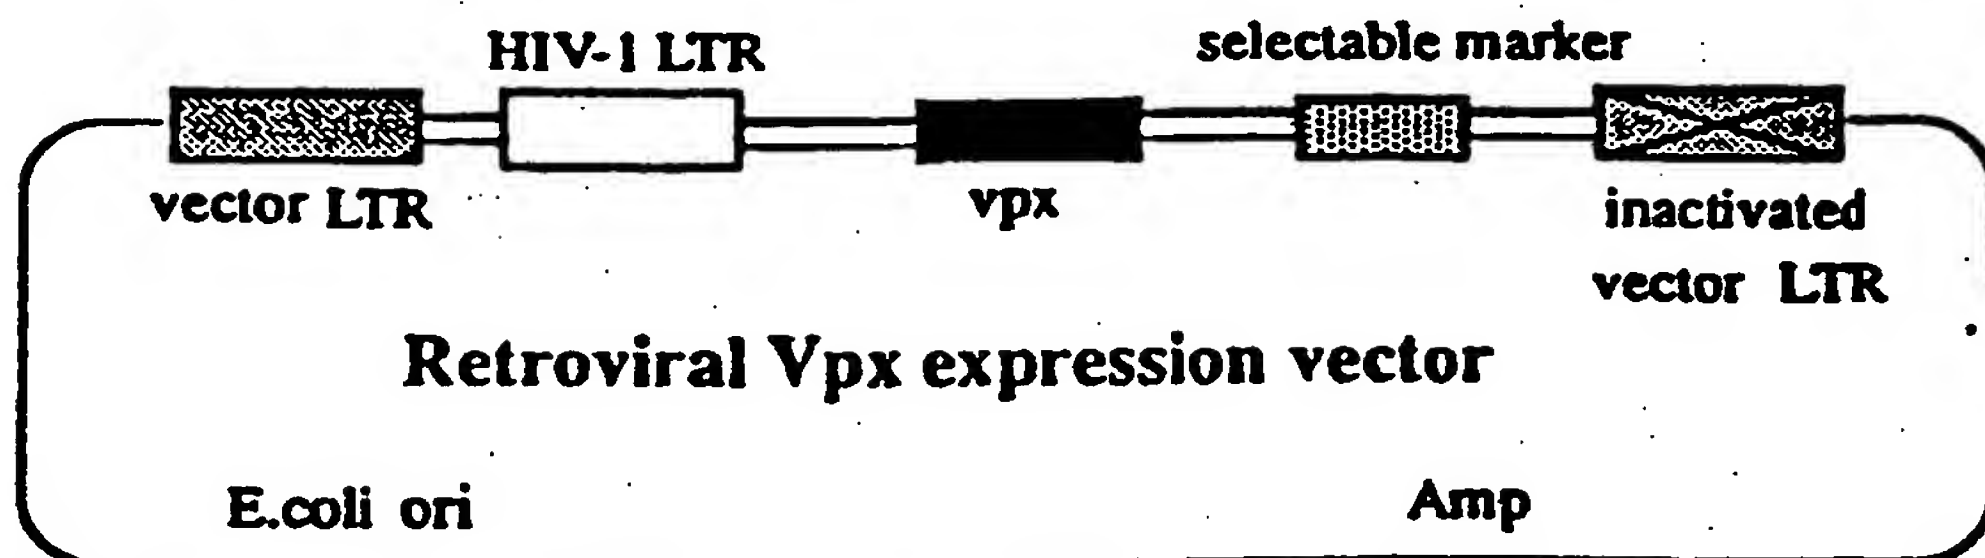 HIV-1 LTR
selectable marker
vector LTR
vpx
inactivated
vector LTR
Retroviral Vpx expression vector
E.coli ori
Amp